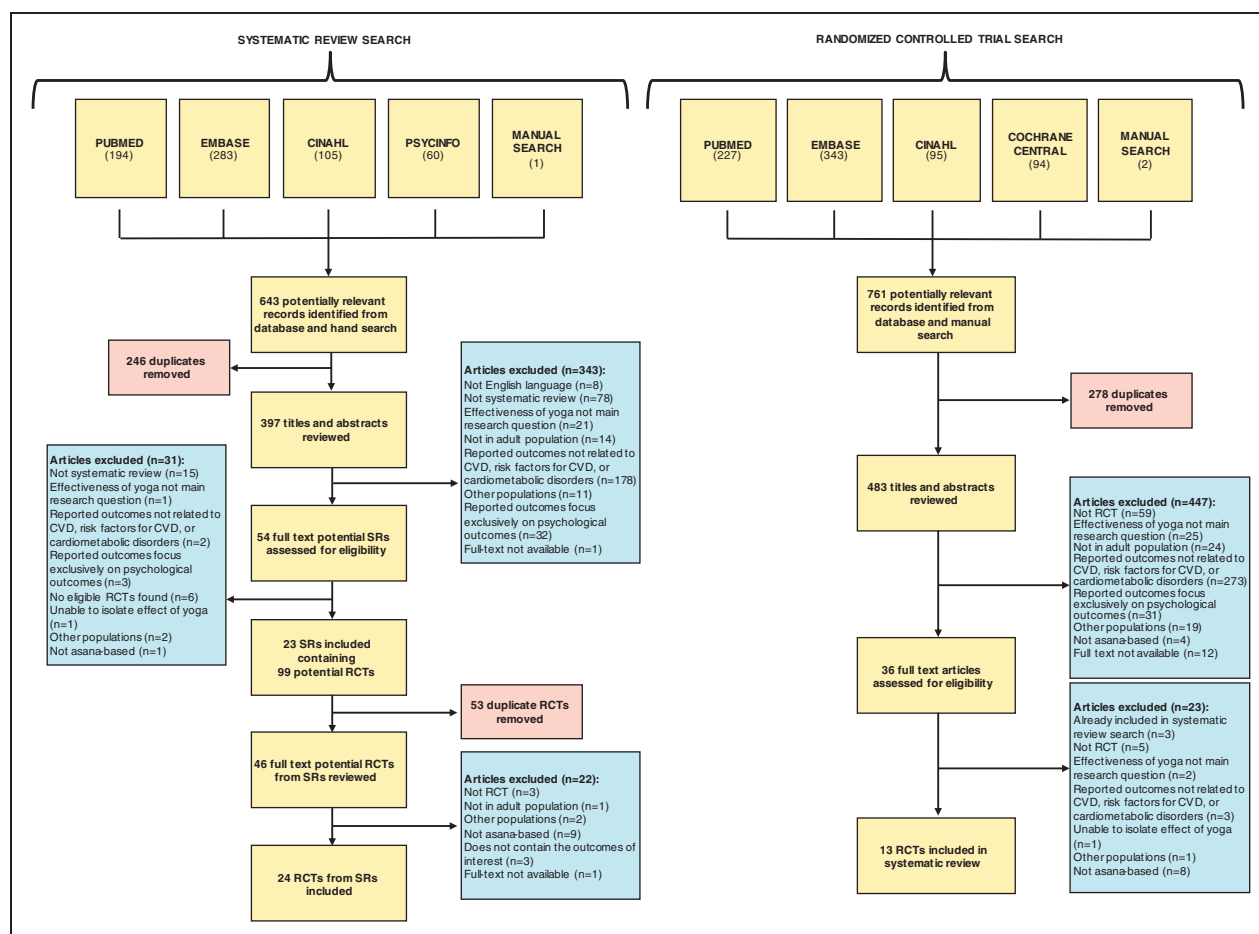 SYSTEMATIC REVIEW SEARCH
PUBMED
(194)
EMBASE
(283)
CINAHL
(105)
PSYCINFO
(60)
MANUAL
SEARCH
(1)
643 potentially relevant
records identified from
database and hand search
246 duplicates
removed
397 titles and abstracts
reviewed
Articles excluded (n=343):
Not English language (n=8)
Not systematic review (n=78)
Effectiveness of yoga not main
research question (n=21)
Not in adult population (n=14)
Reported outcomes not related to
CVD, risk factors for CVD, or
cardiometabolic disorders (n=178)
Other populations (n=11)
Reported outcomes focus
exclusively on psychological
outcomes (n=32)
Full-text not available (n=1)
54 full text potential SRs
assessed for eligibility
Articles excluded (n=31):
Not systematic review (n=15)
Effectiveness of yoga not main
research question (n=1)
Reported outcomes not related to
CVD, risk factors for CVD, or
cardiometabolic disorders (n=2)
Reported outcomes focus
exclusively on psychological
outcomes (n=3)
No eligible RCTs found (n=6)
Unable to isolate effect of yoga
(n=1)
Other populations (n=2)
Not asana-based (n=1)
23 SRs included
containing
99 potential RCTs
53 duplicate RCTs
removed
46 full text potential RCTs
from SRs reviewed
Articles excluded (n=22):
Not RCT (n=3)
Not in adult population (n=1)
Other populations (n=2)
Not asana-based (n=9)
Does not contain the outcomes of
interest (n=3)
Full-text not available (n=1)
24 RCTs from SRs
included
RANDOMIZED CONTROLLED TRIAL SEARCH
PUBMED
(227)
EMBASE
(343)
CINAHL
(95)
COCHRANE
CENTRAL
(94)
MANUAL
SEARCH
(2)
761 potentially relevant
records identified from
database and manual
search
278 duplicates
removed
483 titles and abstracts
reviewed
Articles excluded (n=447):
Not RCT (n=59)
Effectiveness of yoga not main
research question (n=25)
Not in adult population (n=24)
Reported outcomes not related to
CVD, risk factors for CVD, or
cardiometabolic disorders (n=273)
Reported outcomes focus
exclusively on psychological
outcomes (n=31)
Other populations (n=19)
Not asana-based (n=4)
Full text not available (n=12)
36 full text articles
assessed for eligibility
Articles excluded (n=23):
Already included in systematic
review search (n=3)
Not RCT (n=5)
Effectiveness of yoga not main
research question (n=2)
Reported outcomes not related to
CVD, risk factors for CVD, or
cardiometabolic disorders (n=3)
Unable to isolate effect of yoga
(n=1)
Other populations (n=1)
Not asana-based (n=8)
13 RCTs included in
systematic review